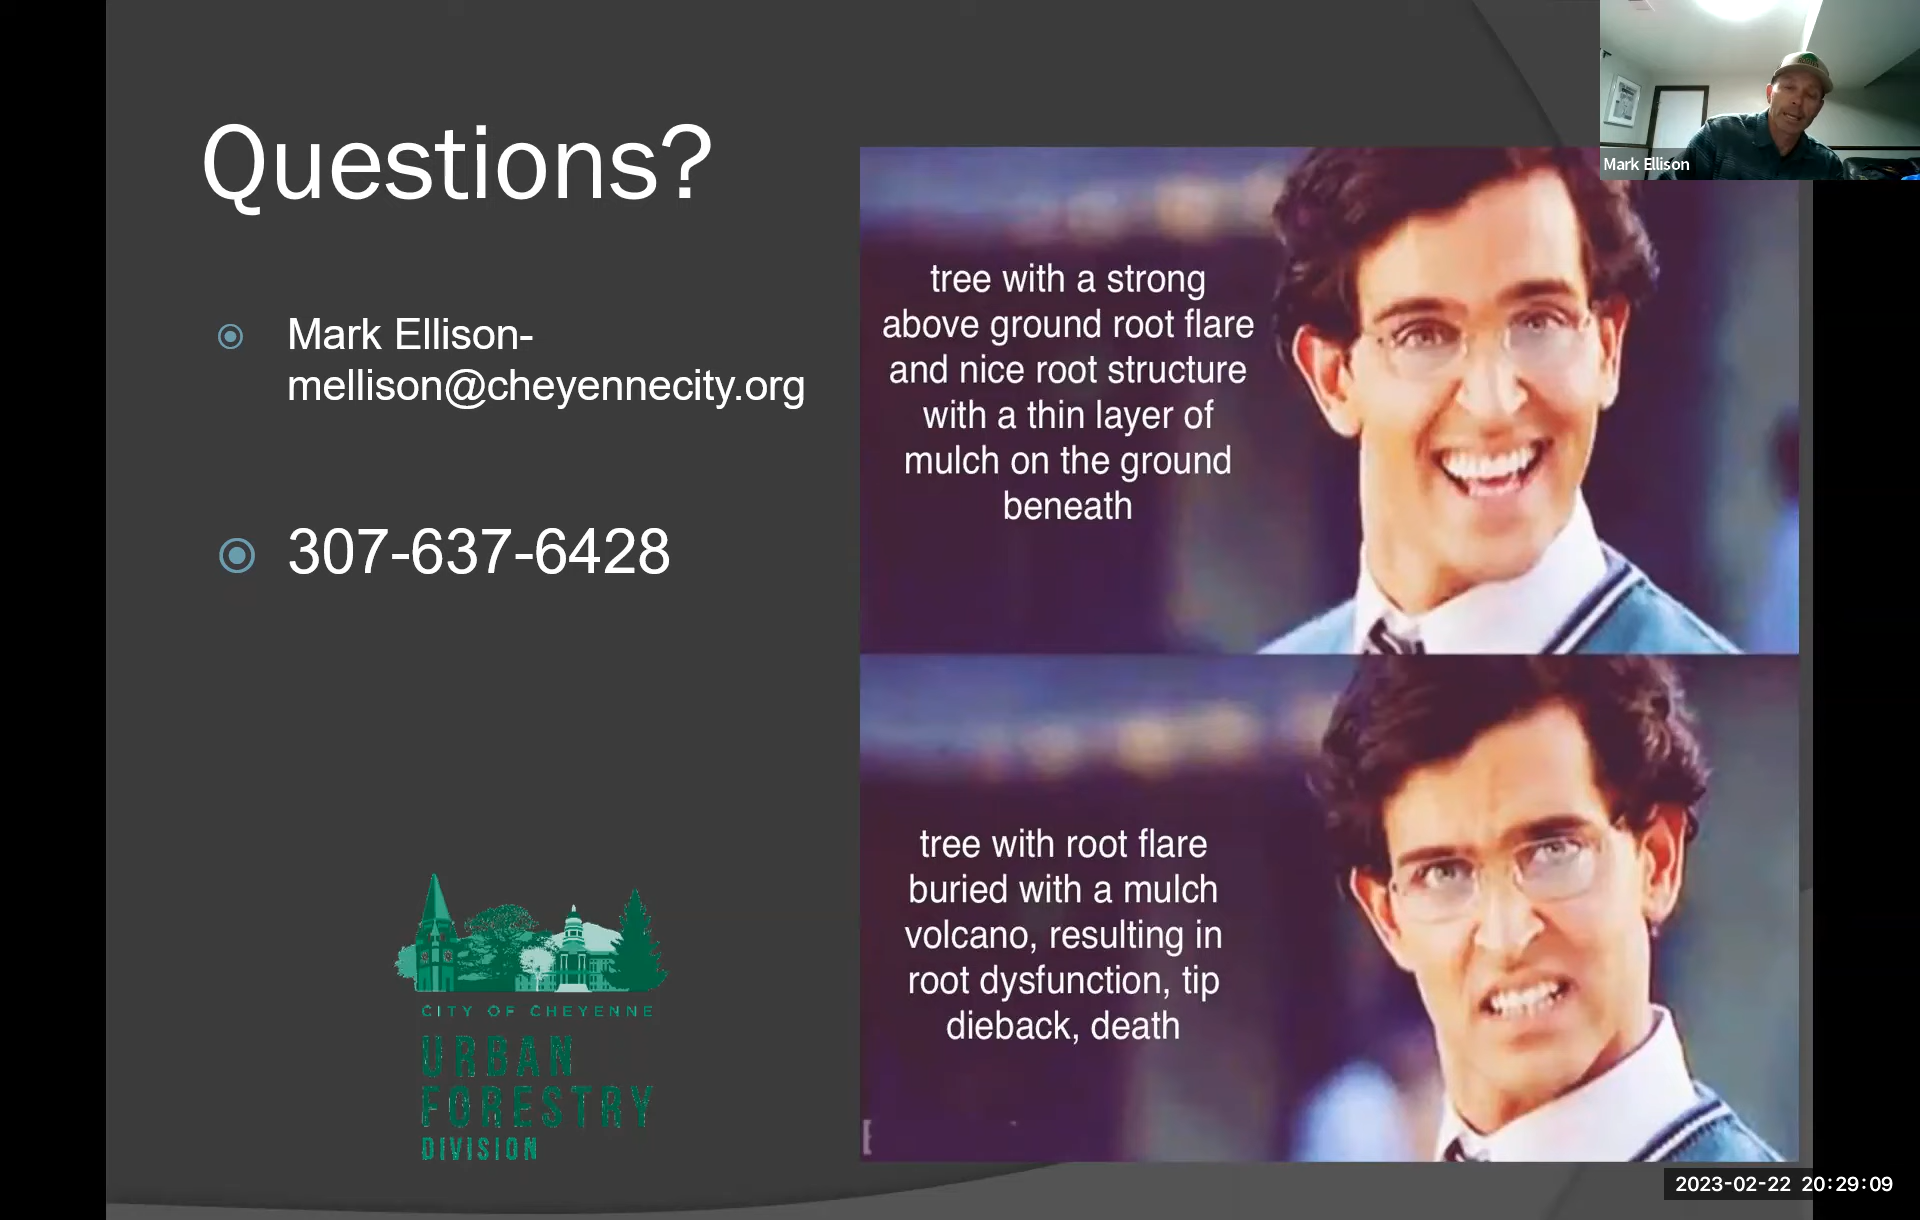 Questions?
Mark Ellison-
mellison@cheyennecity.org
307-637-6428
CITY OF CHEYENNE
URBAN
FORESTRY
DIVISION
tree with a strong
above ground root flare
and nice root structure
with a thin layer of
mulch on the ground
beneath
tree with root flare
buried with a mulch
volcano, resulting in
root dysfunction, tip
dieback, death
Mark Ellison
2023-02-22 20:29:09